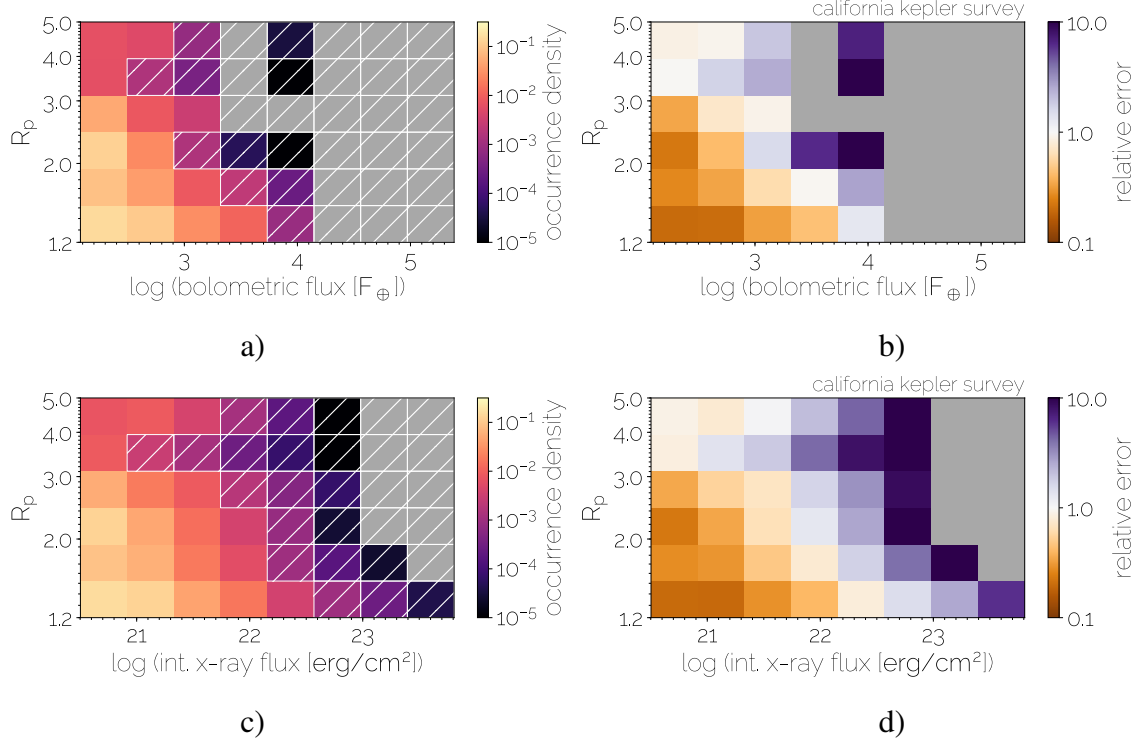 california kepler survey
5.0
4.0
3.0
2.0
1.2
R_p
3 4 5
log (bolometric flux [F_⊕])
10⁻¹
10⁻²
10⁻³
10⁻⁴
10⁻⁵
occurrence density
5.0
4.0
3.0
2.0
1.2
R_p
3 4 5
log (bolometric flux [F_⊕])
10.0
1.0
0.1
relative error
a) b)
california kepler survey
5.0
4.0
3.0
2.0
1.2
R_p
21 22 23
log (int. x-ray flux [erg/cm²])
10⁻¹
10⁻²
10⁻³
10⁻⁴
10⁻⁵
occurrence density
5.0
4.0
3.0
2.0
1.2
R_p
21 22 23
log (int. x-ray flux [erg/cm²])
10.0
1.0
0.1
relative error
c) d)